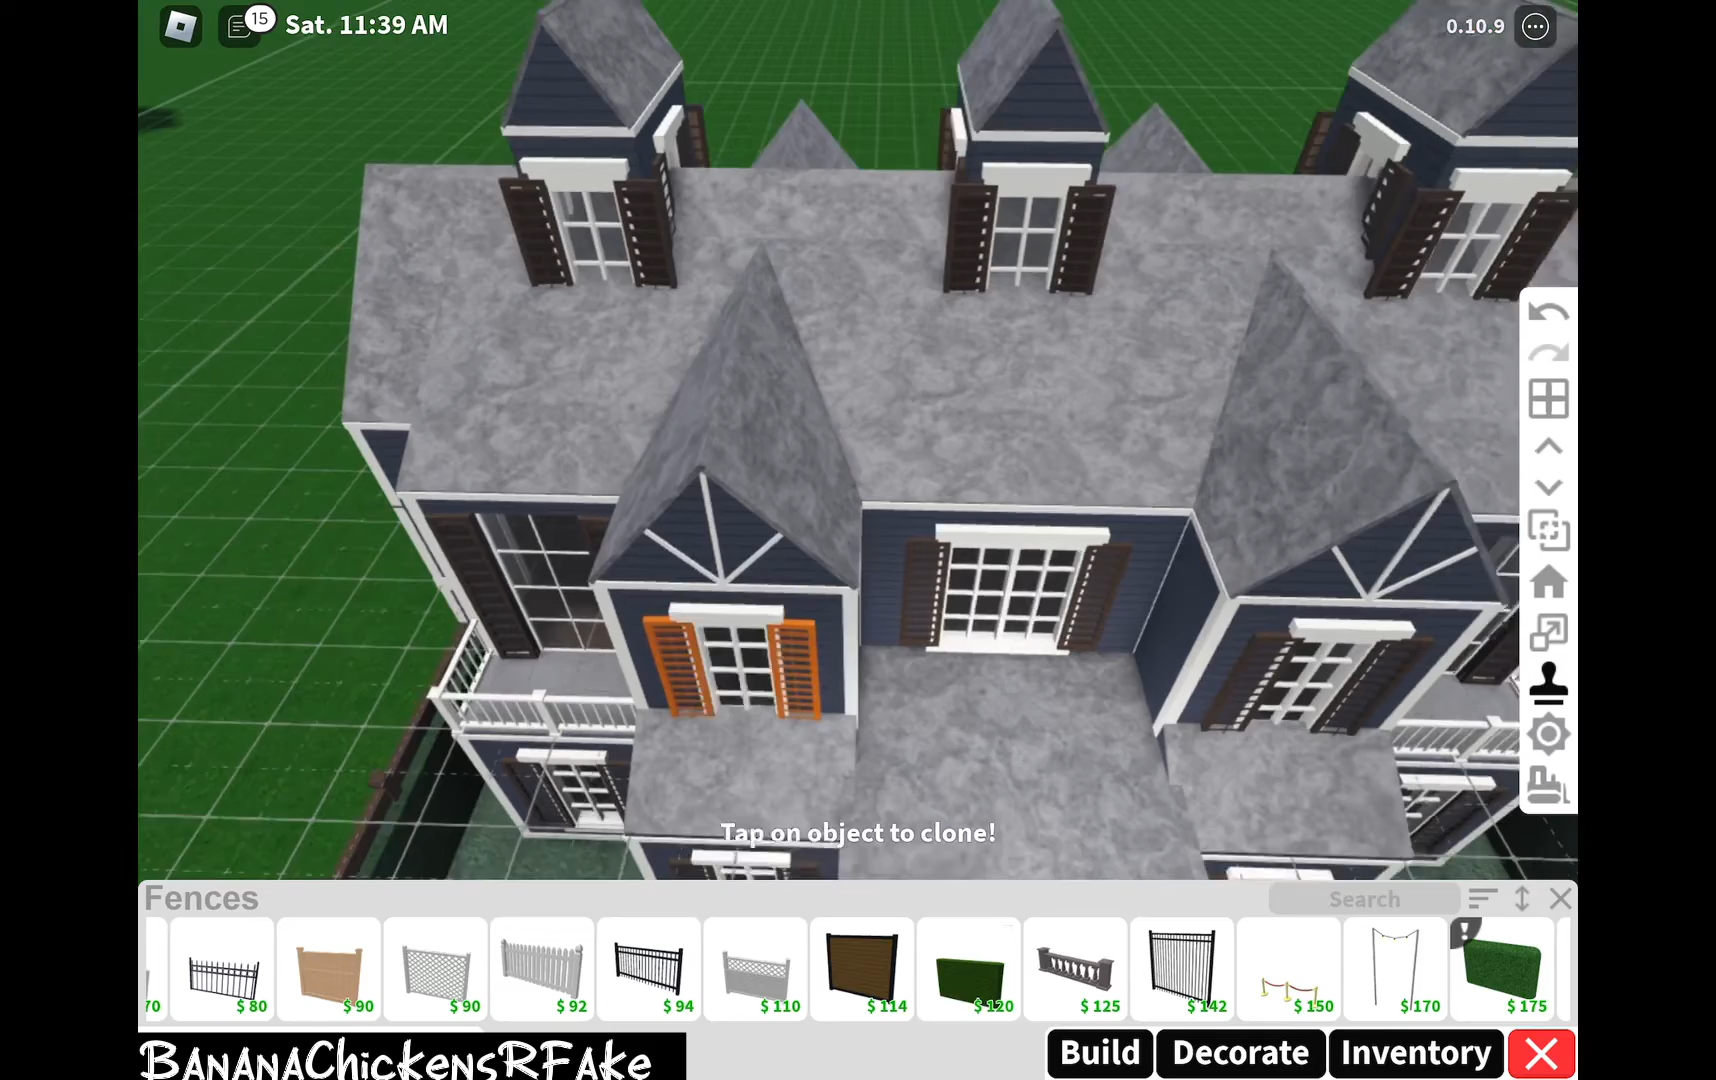 15
Sat. 11:39 AM
0.10.9
Tap on object to clone!
Fences
Search
70
$ 80
$ 90
$ 90
$ 92
$ 94
$ 110
$ 114
$ 120
$ 125
$ 142
$ 150
$ 170
$ 175
!
BananaChickensRFake
Build
Decorate
Inventory